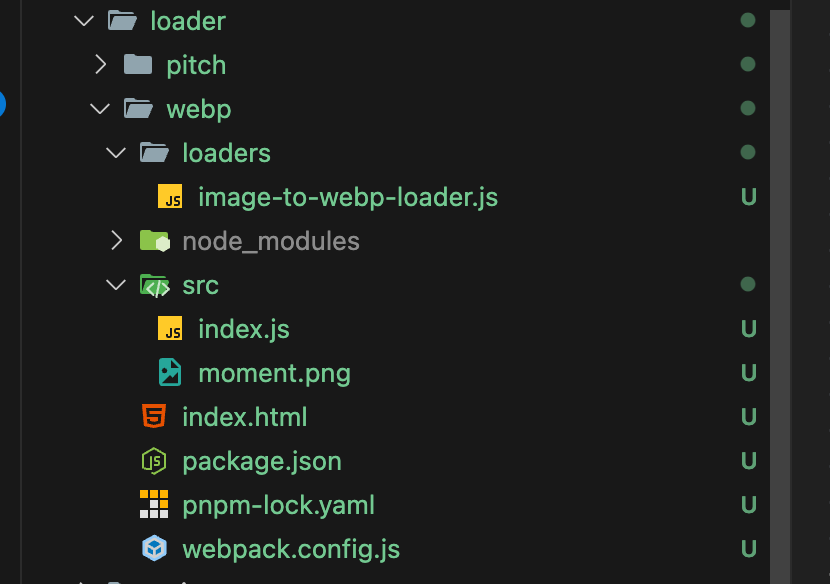 loader
pitch
webp
loaders
image-to-webp-loader.js U
node_modules
src
index.js U
moment.png U
index.html U
package.json U
pnpm-lock.yaml U
webpack.config.js U